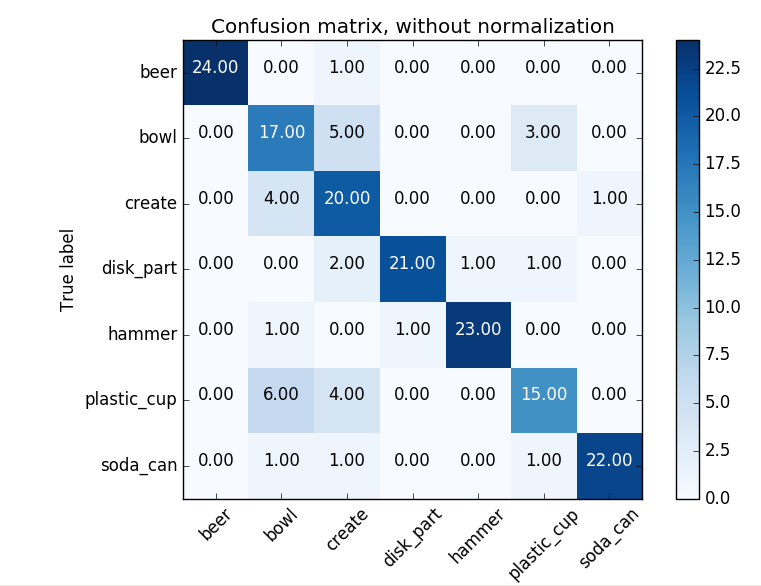 Confusion matrix, without normalization
beer 24.00 0.00 1.00 0.00 0.00 0.00 0.00
bowl 0.00 17.00 5.00 0.00 0.00 3.00 0.00
create 0.00 4.00 20.00 0.00 0.00 0.00 1.00
disk_part 0.00 0.00 2.00 21.00 1.00 1.00 0.00
hammer 0.00 1.00 0.00 1.00 23.00 0.00 0.00
plastic_cup 0.00 6.00 4.00 0.00 0.00 15.00 0.00
soda_can 0.00 1.00 1.00 0.00 0.00 1.00 22.00
beer bowl create disk_part hammer plastic_cup soda_can
True label
22.5
20.0
17.5
15.0
12.5
10.0
7.5
5.0
2.5
0.0